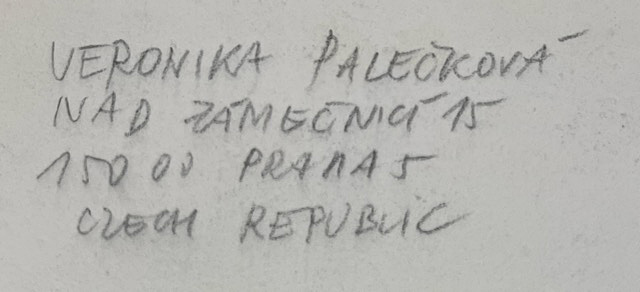 VERONIKA PALEČKOVÁ
NAD ZÁMEČNICÍ 15
150 00 PRAHA 5
CZECH REPUBLIC